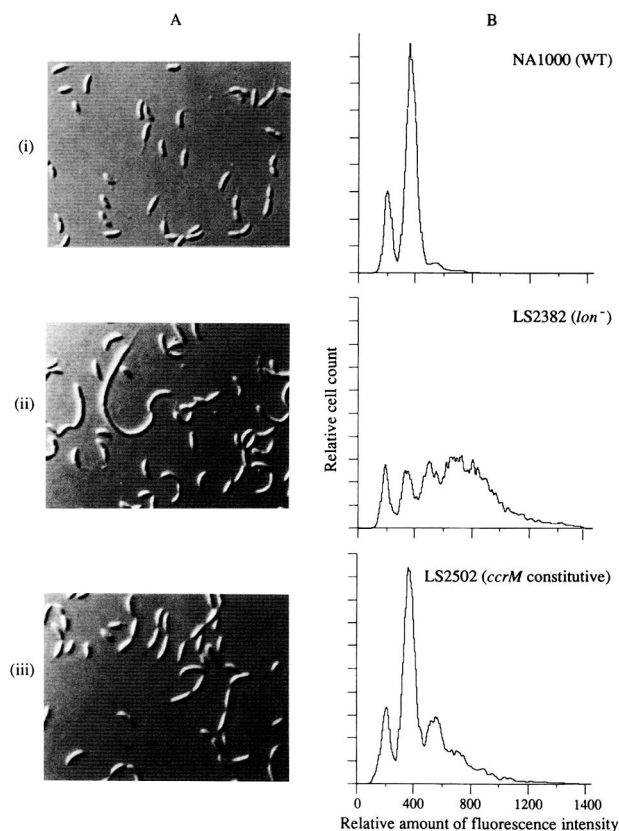 A
B
NA1000 (WT)
(i)
LS2382 (lon⁻)
(ii)
Relative cell count
LS2502 (ccrM constitutive)
(iii)
0 400 800 1200 1400
Relative amount of fluorescence intensity